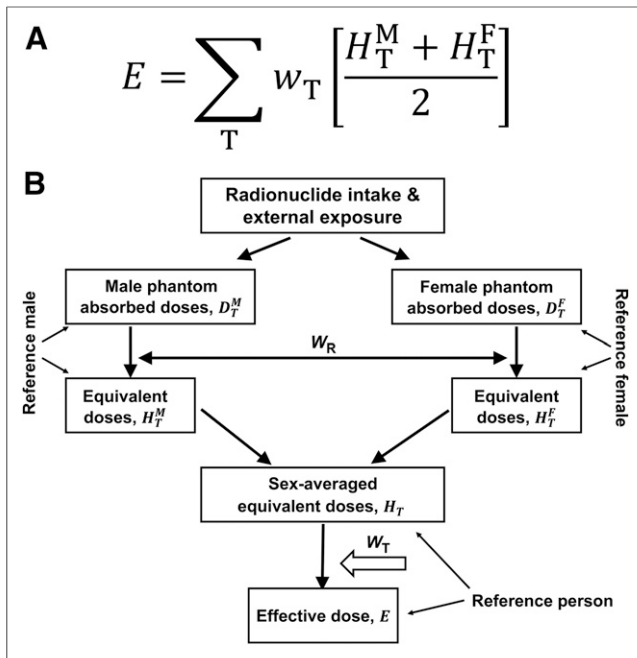 A
E = ∑_T w_T [(H_T^M + H_T^F) / 2]
B
Radionuclide intake &
external exposure
Male phantom
absorbed doses, D_T^M
Female phantom
absorbed doses, D_T^F
Reference male
Reference female
W_R
Equivalent
doses, H_T^M
Equivalent
doses, H_T^F
Sex-averaged
equivalent doses, H_T
W_T
Effective dose, E
Reference person